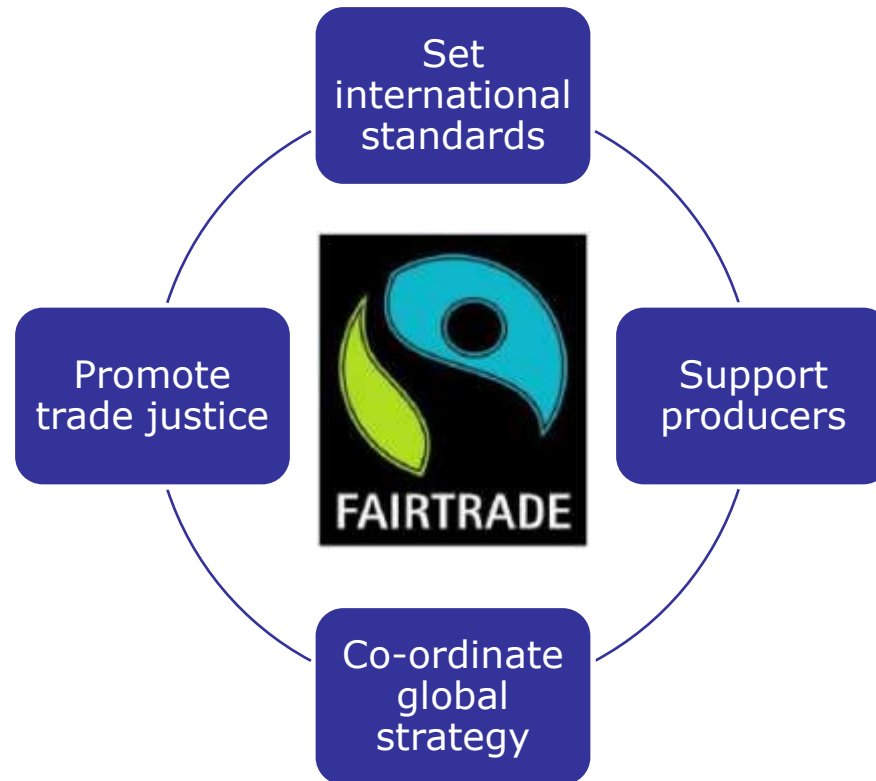 Set
international
standards
Promote
trade justice
FAIRTRADE
Support
producers
Co-ordinate
global
strategy